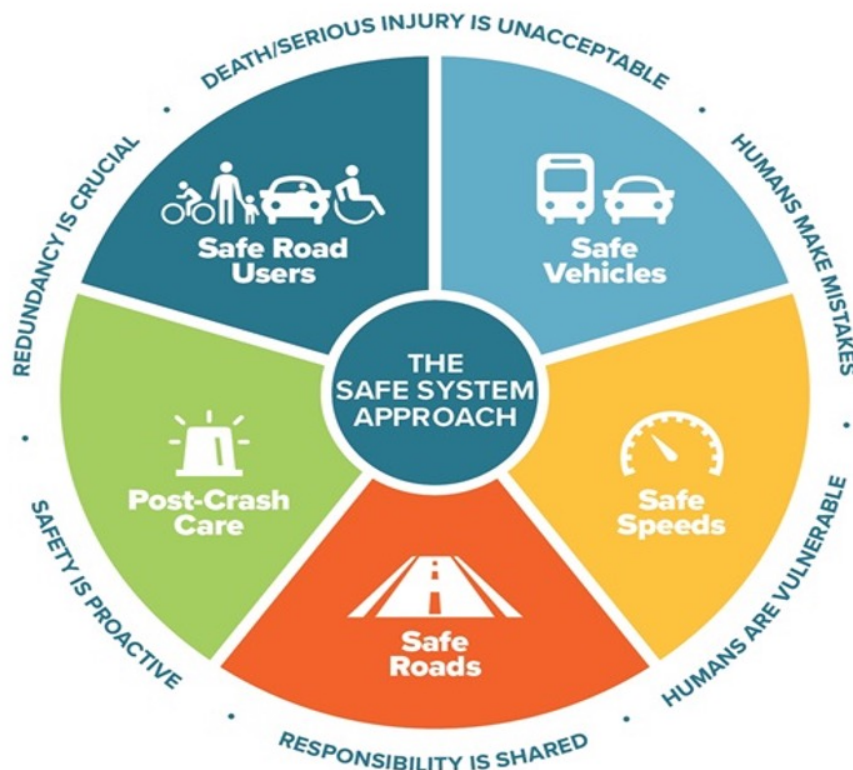 DEATH/SERIOUS INJURY IS UNACCEPTABLE
HUMANS MAKE MISTAKES
HUMANS ARE VULNERABLE
RESPONSIBILITY IS SHARED
SAFETY IS PROACTIVE
REDUNDANCY IS CRUCIAL
THE
SAFE SYSTEM
APPROACH
Safe Road
Users
Safe
Vehicles
Safe
Speeds
Safe
Roads
Post-Crash
Care